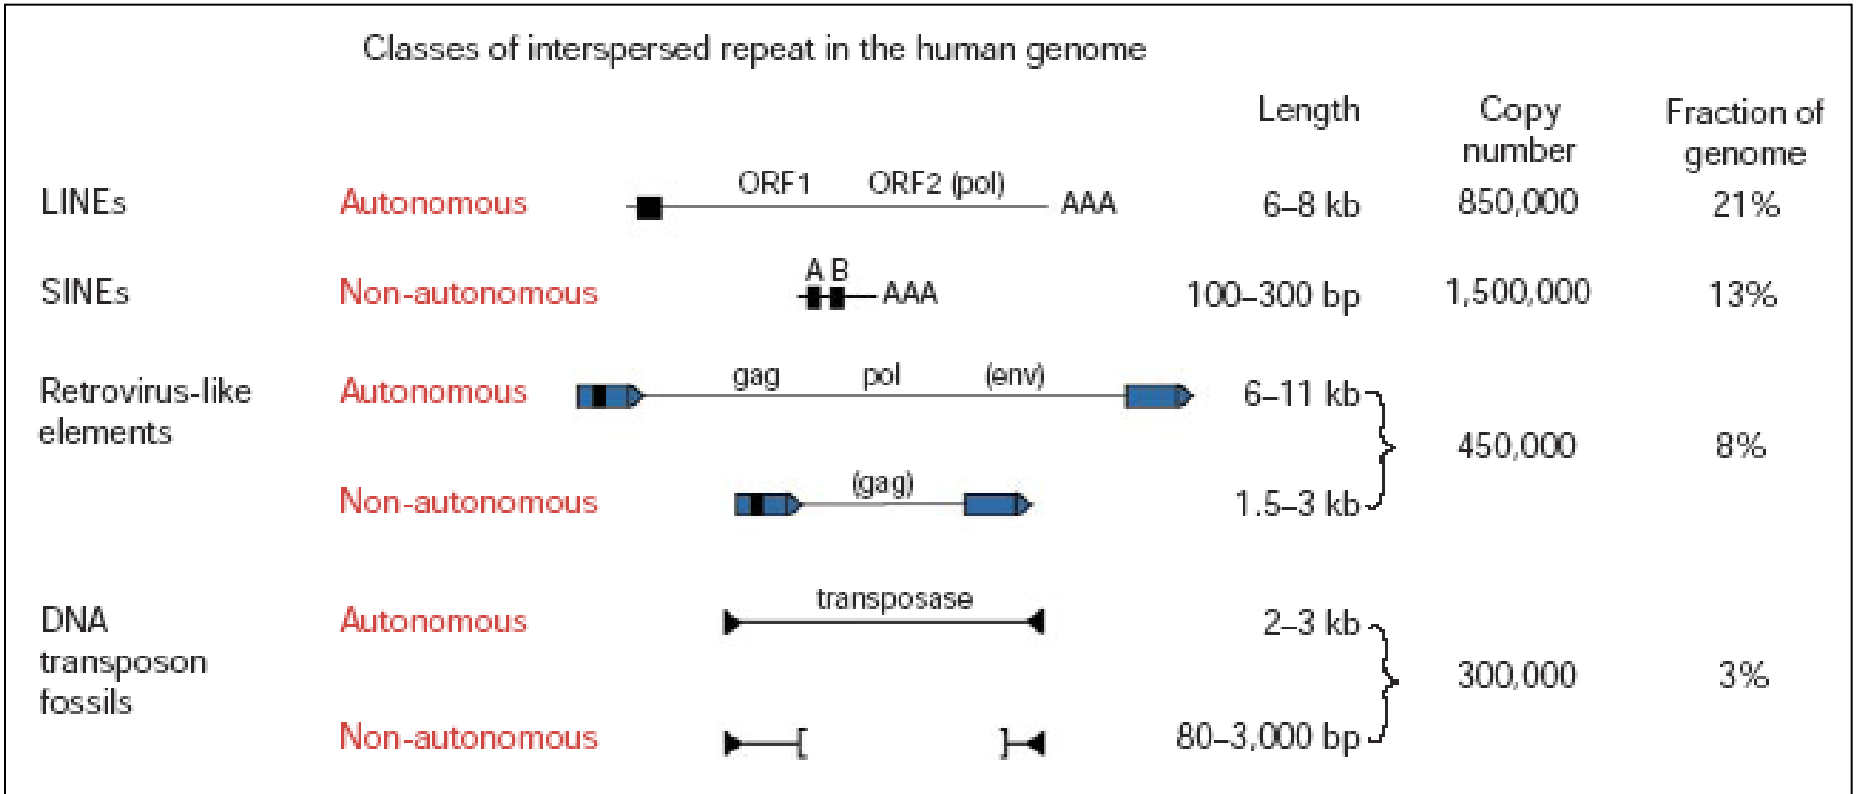 Classes of interspersed repeat in the human genome
Length Copy number Fraction of genome
LINEs Autonomous ORF1 ORF2 (pol) AAA 6–8 kb 850,000 21%
SINEs Non-autonomous A B AAA 100–300 bp 1,500,000 13%
Retrovirus-like elements Autonomous gag pol (env) 6–11 kb 450,000 8%
Non-autonomous (gag) 1.5–3 kb
DNA transposon fossils Autonomous transposase 2–3 kb 300,000 3%
Non-autonomous 80–3,000 bp